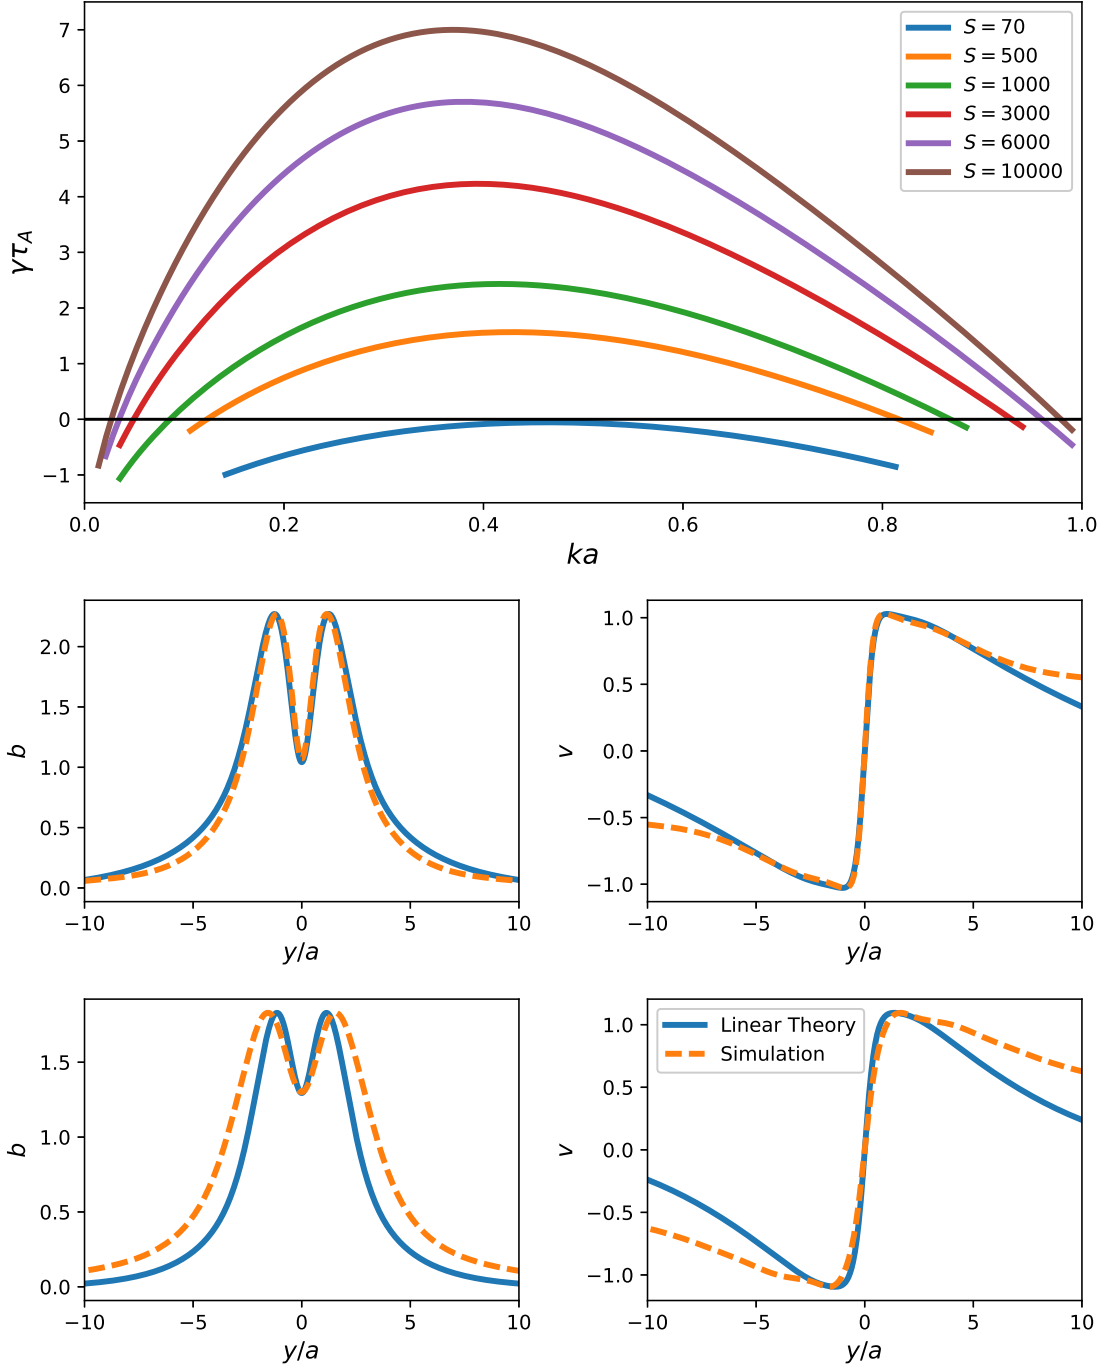 7
6
5
4
3
2
1
0
−1
γτ_A
0.0 0.2 0.4 0.6 0.8 1.0
ka
S = 70
S = 500
S = 1000
S = 3000
S = 6000
S = 10000
2.0
1.5
1.0
0.5
0.0
b
−10 −5 0 5 10
y/a
1.0
0.5
0.0
−0.5
−1.0
v
−10 −5 0 5 10
y/a
1.5
1.0
0.5
0.0
b
−10 −5 0 5 10
y/a
1.0
0.5
0.0
−0.5
−1.0
v
Linear Theory
Simulation
−10 −5 0 5 10
y/a